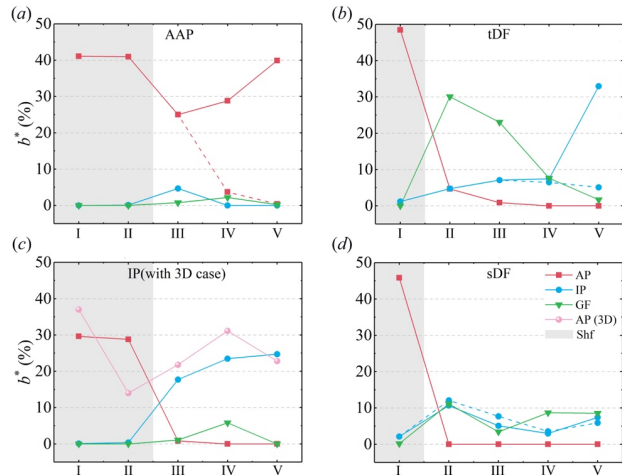 (a)
AAP
b* (%)
50
40
30
20
10
0
I II III IV V
(b)
tDF
50
40
30
20
10
0
I II III IV V
(c)
IP(with 3D case)
b* (%)
50
40
30
20
10
0
I II III IV V
(d)
sDF
50
40
30
20
10
0
I II III IV V
AP
IP
GF
AP (3D)
Shf